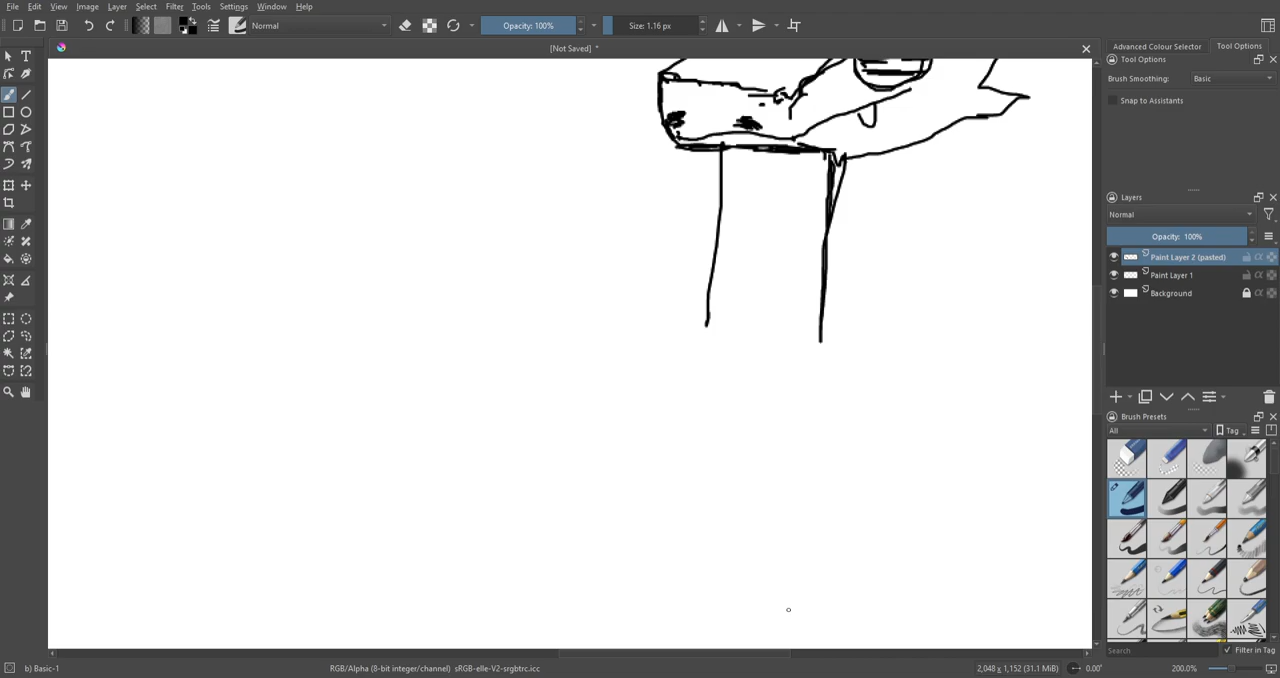 File Edit View Image Layer Select Filter Tools Settings Window Help
Normal Opacity: 100% Size: 1.16 px
[Not Saved] *
Advanced Colour Selector Tool Options
Tool Options
Brush Smoothing: Basic
Snap to Assistants
Layers
Normal
Opacity: 100%
Paint Layer 2 (pasted)
Paint Layer 1
Background
Brush Presets
All Tag
Search Filter in Tag
b) Basic-1 RGB/Alpha (8-bit integer/channel) sRGB-elle-V2-srgbtrc.icc 2,048 x 1,152 (31.1 MiB) 0.00° 200.0%